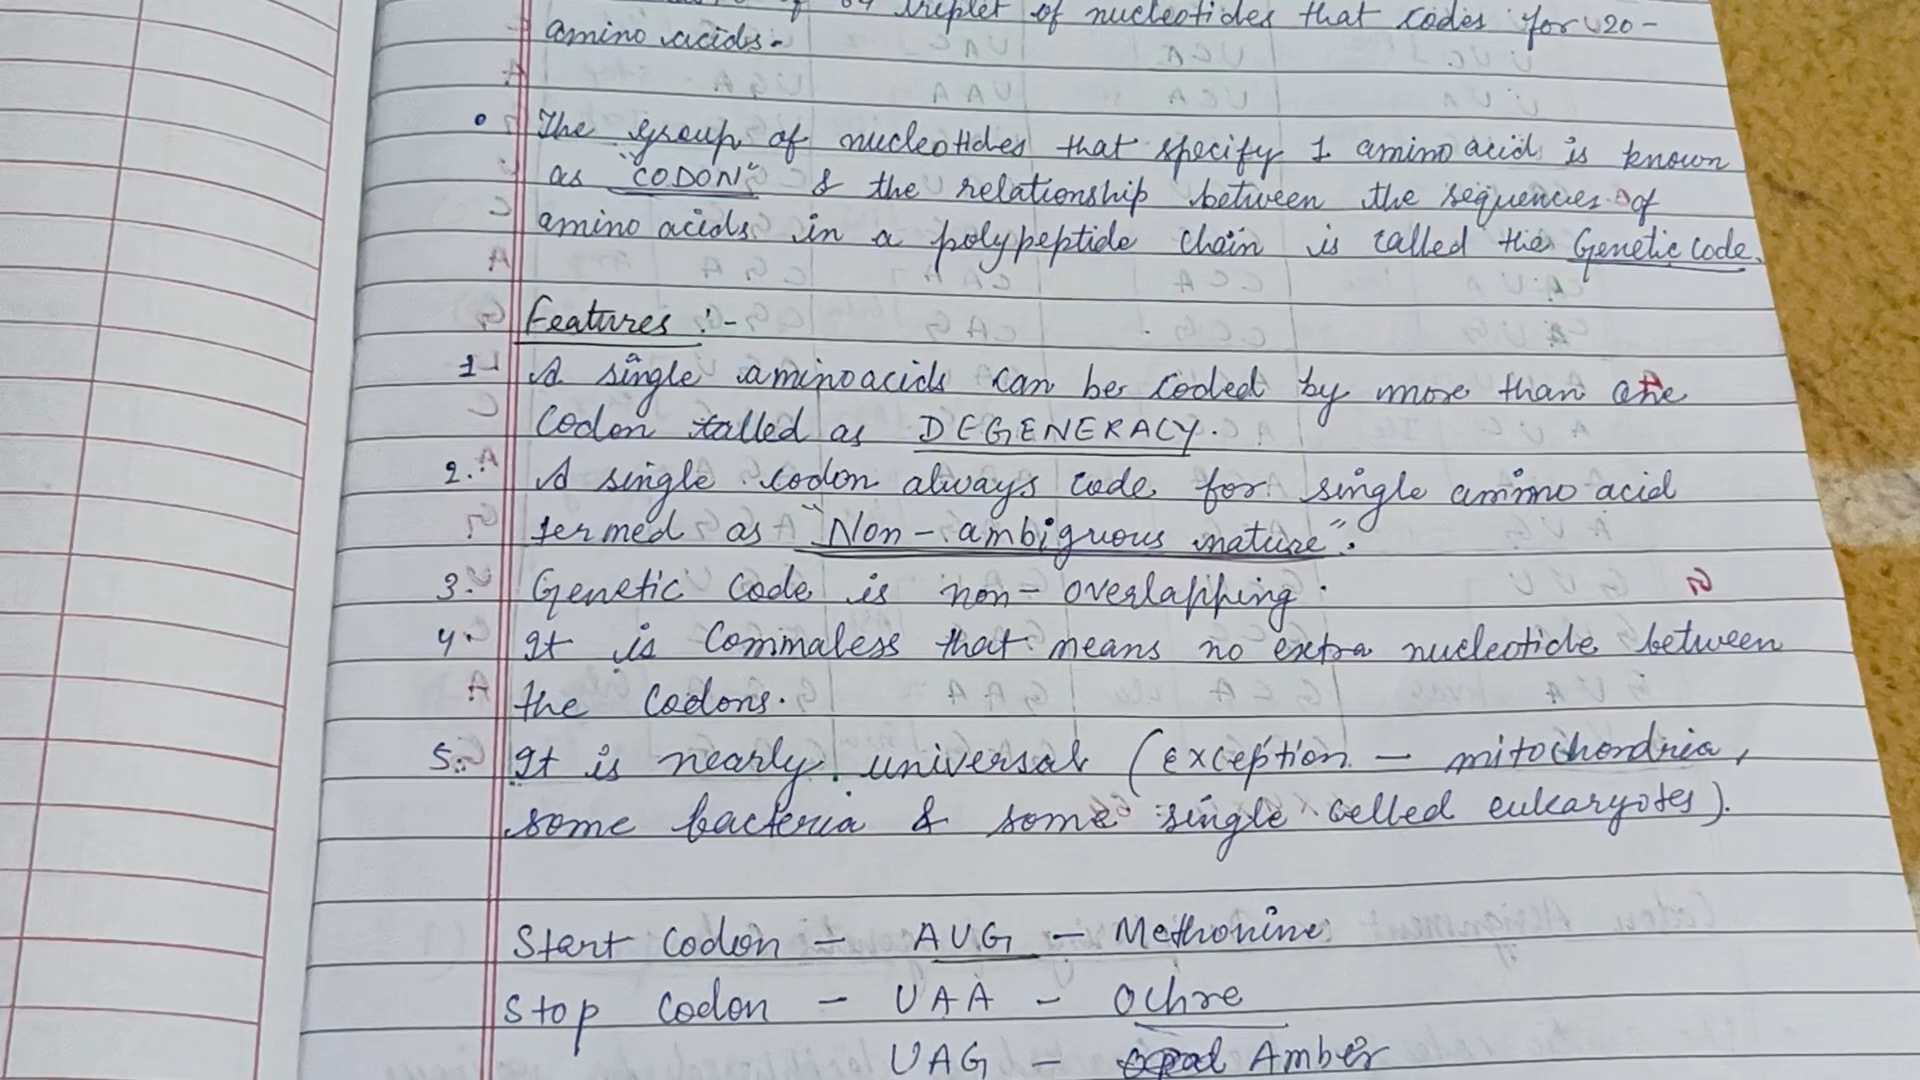 of 64 triplet of nucleotides that codes for 20 -
amino acids.
• The group of nucleotides that specify 1 amino acid is known
as "CODON" & the relationship between the sequences of
amino acids in a polypeptide chain is called the Genetic code.
Features :-
1. A single aminoacids can be coded by more than one
codon called as DEGENERACY.
2. A single codon always code for single amino acid
termed as "Non-ambiguous nature".
3. Genetic code is non-overlapping.
4. It is Commaless that means no extra nucleotide between
the codons.
5. It is nearly universal (exception - mitochondria,
some bacteria & some single celled eukaryotes).
Start Codon - AUG - Methonine
Stop codon - UAA - Ochre
UAG - Amber